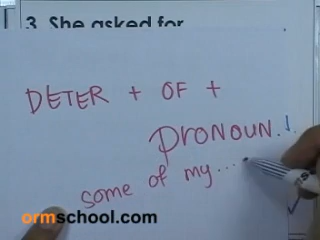 3. She asked for
DETER + OF +
PRONOUN.
some of my....
ormschool.com